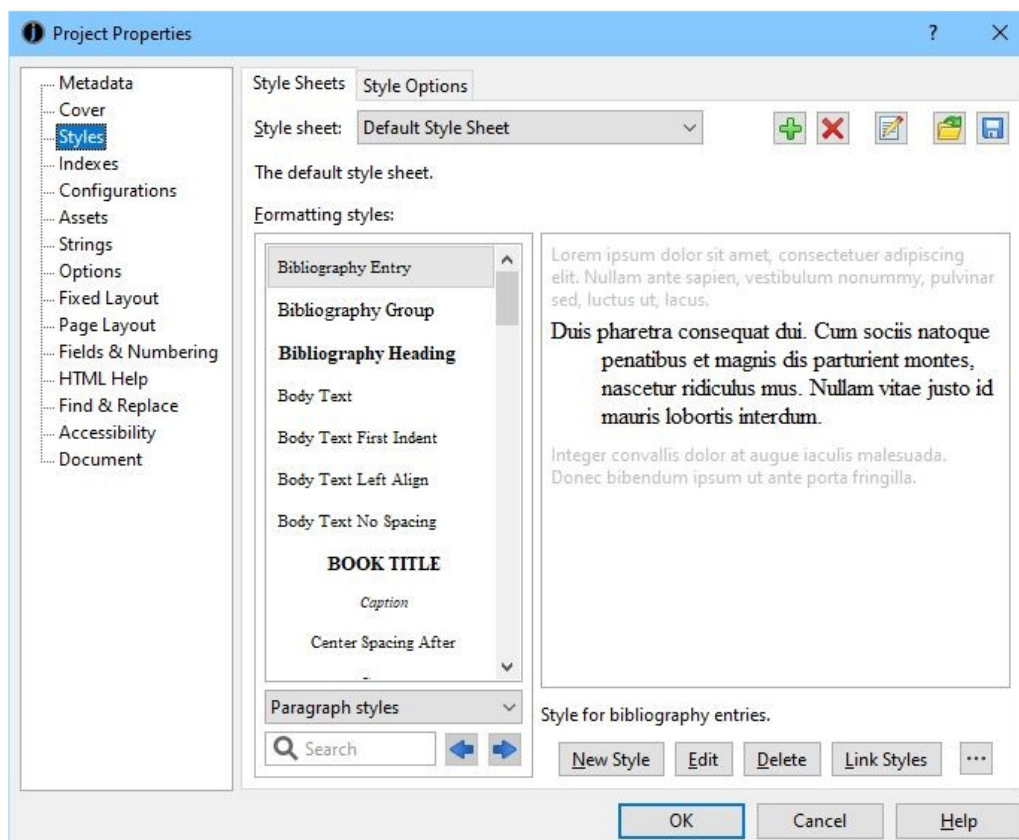 Project Properties
Metadata
Cover
Styles
Indexes
Configurations
Assets
Strings
Options
Fixed Layout
Page Layout
Fields & Numbering
HTML Help
Find & Replace
Accessibility
Document
Style Sheets
Style Options
Style sheet:
Default Style Sheet
The default style sheet.
Formatting styles:
Bibliography Entry
Bibliography Group
Bibliography Heading
Body Text
Body Text First Indent
Body Text Left Align
Body Text No Spacing
BOOK TITLE
Caption
Center Spacing After
Paragraph styles
Search
Lorem ipsum dolor sit amet, consectetuer adipiscing
elit. Nullam ante sapien, vestibulum nonummy, pulvinar
sed, luctus ut, lacus.
Duis pharetra consequat dui. Cum sociis natoque
penatibus et magnis dis parturient montes,
nascetur ridiculus mus. Nullam vitae justo id
mauris lobortis interdum.
Integer convallis dolor at augue iaculis malesuada.
Donec bibendum ipsum ut ante porta fringilla.
Style for bibliography entries.
New Style
Edit
Delete
Link Styles
...
OK
Cancel
Help